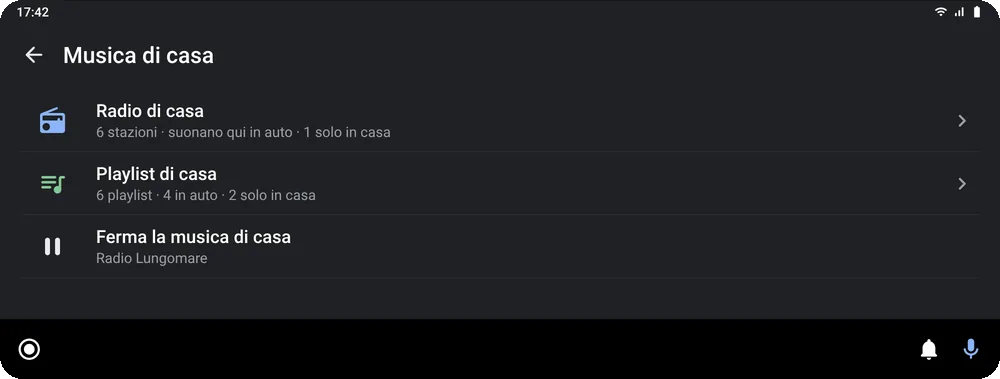 17:42
Musica di casa
Radio di casa
6 stazioni · suonano qui in auto · 1 solo in casa
Playlist di casa
6 playlist · 4 in auto · 2 solo in casa
Ferma la musica di casa
Radio Lungomare